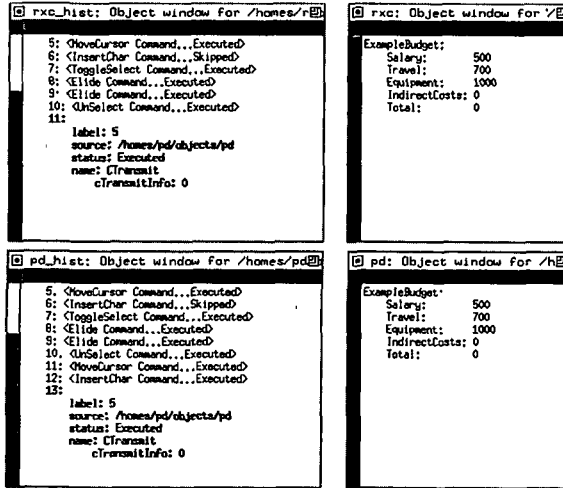 rxc_hist: Object window for /homes/r
5: <MoveCursor Command...Executed>
6: <InsertChar Command...Skipped>
7: <ToggleSelect Command...Executed>
8: <Elide Command...Executed>
9: <Elide Command...Executed>
10: <UnSelect Command...Executed>
11:
label: 5
source: /homes/pd/objects/pd
status: Executed
name: CTransmit
cTransmitInfo: 0
rxc: Object window for /
ExampleBudget:
Salary: 500
Travel: 700
Equipment: 1000
IndirectCosts: 0
Total: 0
pd_hist: Object window for /homes/pd
5. <MoveCursor Command...Executed>
6: <InsertChar Command...Skipped>
7: <ToggleSelect Command...Executed>
8: <Elide Command...Executed>
9: <Elide Command...Executed>
10. <UnSelect Command...Executed>
11: <MoveCursor Command...Executed>
12: <InsertChar Command...Executed>
13:
label: 5
source: /homes/pd/objects/pd
status: Executed
name: CTransmit
cTransmitInfo: 0
pd: Object window for /h
ExampleBudget:
Salary: 500
Travel: 700
Equipment: 1000
IndirectCosts: 0
Total: 0